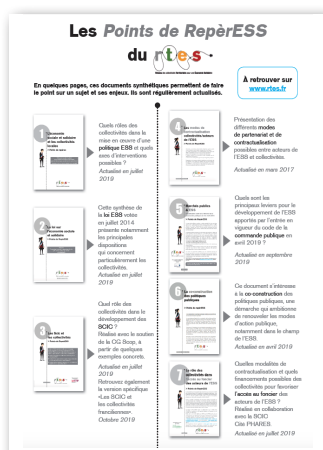 Les Points de RepèrESS
du rtes
En quelques pages, ces documents synthétiques permettent de faire
le point sur un sujet et ses enjeux. Ils sont régulièrement actualisés.
À retrouver sur
www.rtes.fr
1
Quels rôles des
collectivités dans la
mise en œuvre d'une
politique ESS et quels
axes d'interventions
possibles ?
Actualisé en juillet
2019
2
Cette synthèse de
la loi ESS votée
en juillet 2014
présente notamment
les principales
dispositions
qui concernent
particulièrement les
collectivités.
Actualisé en juillet
2019
3
Quel rôle des
collectivités dans le
développement des
SCIC ?
Réalisé avec le soutien
de la CG Scop, à
partir de quelques
exemples concrets.
Actualisé en juillet
2019
Retrouvez également
la version spécifique
«Les SCIC et
les collectivités
franciliennes».
Octobre 2019
4
Présentation des
différents modes
de partenariat et de
contractualisation
possibles entre acteurs
de l'ESS et collectivités
Actualisé en mars 2017
5
Quels sont les
principaux leviers pour le
développement de l'ESS
apportés par l'entrée en
vigueur du code de la
commande publique en
avril 2019 ?
Actualisé en septembre
2019
6
Ce document s'intéresse
à la co-construction des
politiques publiques, une
démarche qui ambitionne
de renouveler les modes
d'action publique,
notamment dans le champ
de l'ESS.
Actualisé en avril 2019
7
Quelles modalités de
contractualisation et quels
financements possibles des
collectivités pour favoriser
l'accès au foncier des
acteurs de l'ESS ?
Réalisé en collaboration
avec la SCIC
Cité PHARES.
Actualisé en juillet 2019